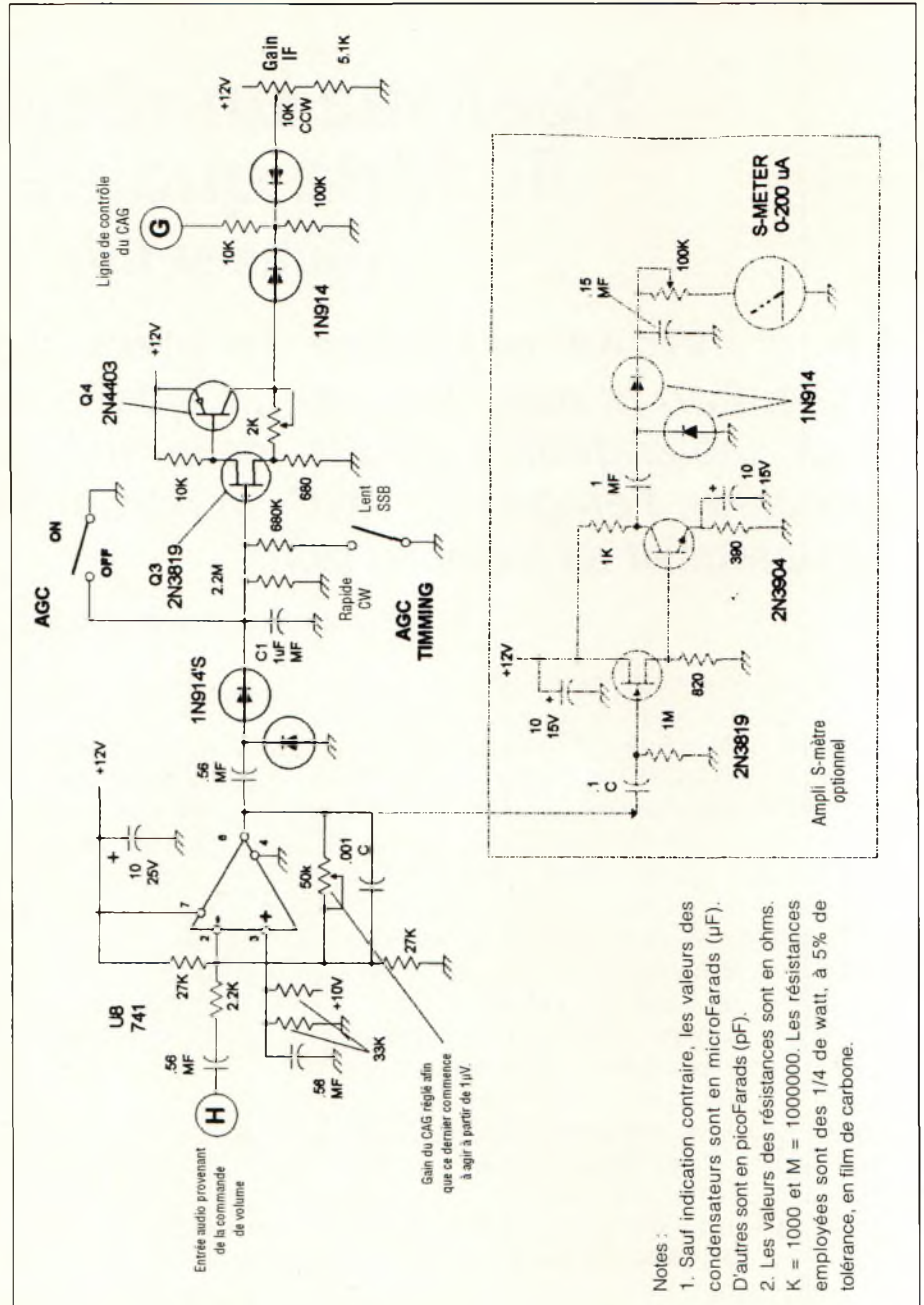 Entrée audio provenant
de la commande
de volume
H
.56
MF
2.2K
U8
741
27K
2
3
-
+
7
6
4
+12V
+
10
25V
.56
MF
33K
+10V
50k
.001
C
27K
Gain du CAG réglé afin
que ce dernier commence
à agir à partir de 1µV.
.56
MF
1N914'S
AGC
ON
OFF
C1
1uF
MF
2.2M
680K
Rapide
CW
Lent
SSB
AGC
TIMMING
Q3
2N3819
10K
680
+12V
Q4
2N4403
2K
1N914
Ligne de contrôle
du CAG
G
10K
100K
+12V
Gain
IF
10K
CCW
5.1K
.1
C
1M
2N3819
+12V
10
15V
+
820
1K
2N3904
390
+
10
15V
1
MF
1N914
.15
MF
100K
S-METER
0-200 uA
Ampli S-mètre
optionnel
Notes :
1. Sauf indication contraire, les valeurs des
condensateurs sont en microFarads (µF).
D'autres sont en picoFarads (pF).
2. Les valeurs des résistances sont en ohms.
K = 1000 et M = 1000000. Les résistances
employées sont des 1/4 de watt, à 5% de
tolérance, en film de carbone.